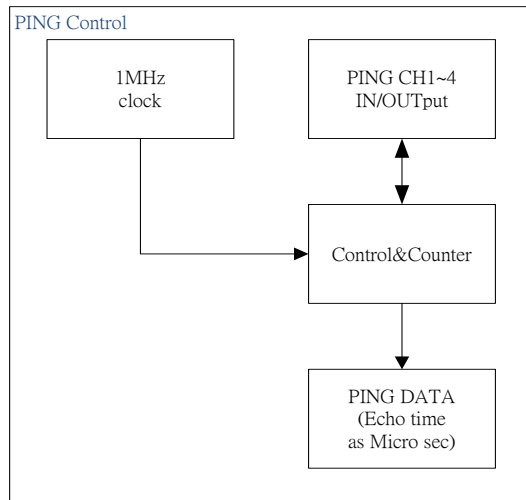 PING Control
1MHz
clock
PING CH1~4
IN/OUTput
Control&Counter
PING DATA
(Echo time
as Micro sec)